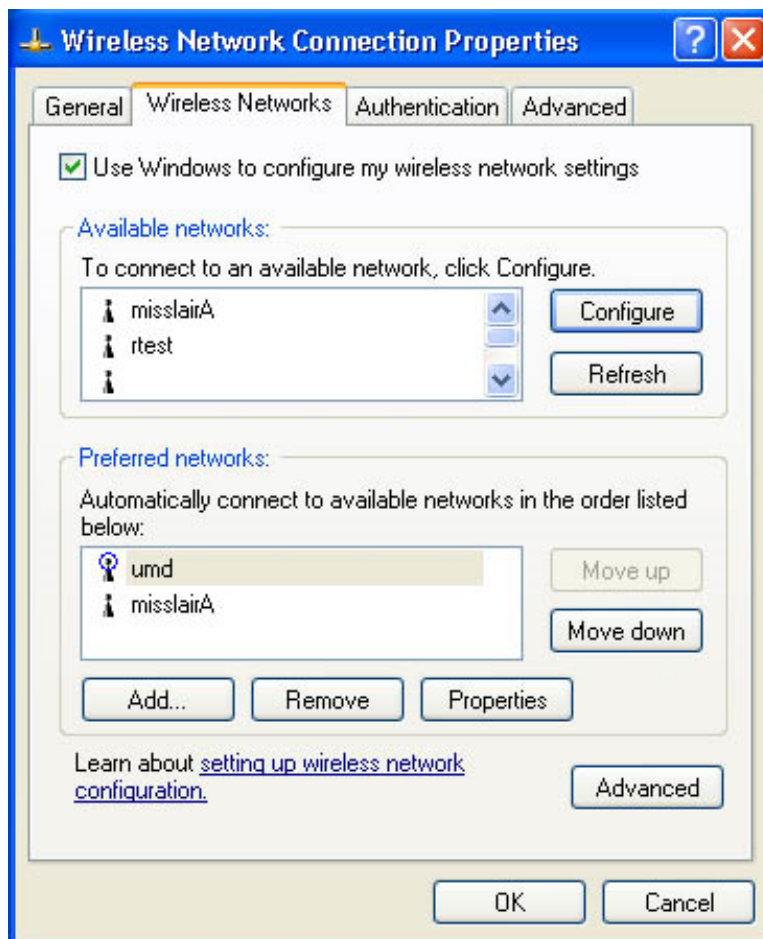 Wireless Network Connection Properties
General Wireless Networks Authentication Advanced
Use Windows to configure my wireless network settings
Available networks:
To connect to an available network, click Configure.
misslairA
rtest
Configure
Refresh
Preferred networks:
Automatically connect to available networks in the order listed
below:
umd
misslairA
Move up
Move down
Add... Remove Properties
Learn about setting up wireless network
configuration.
Advanced
OK Cancel